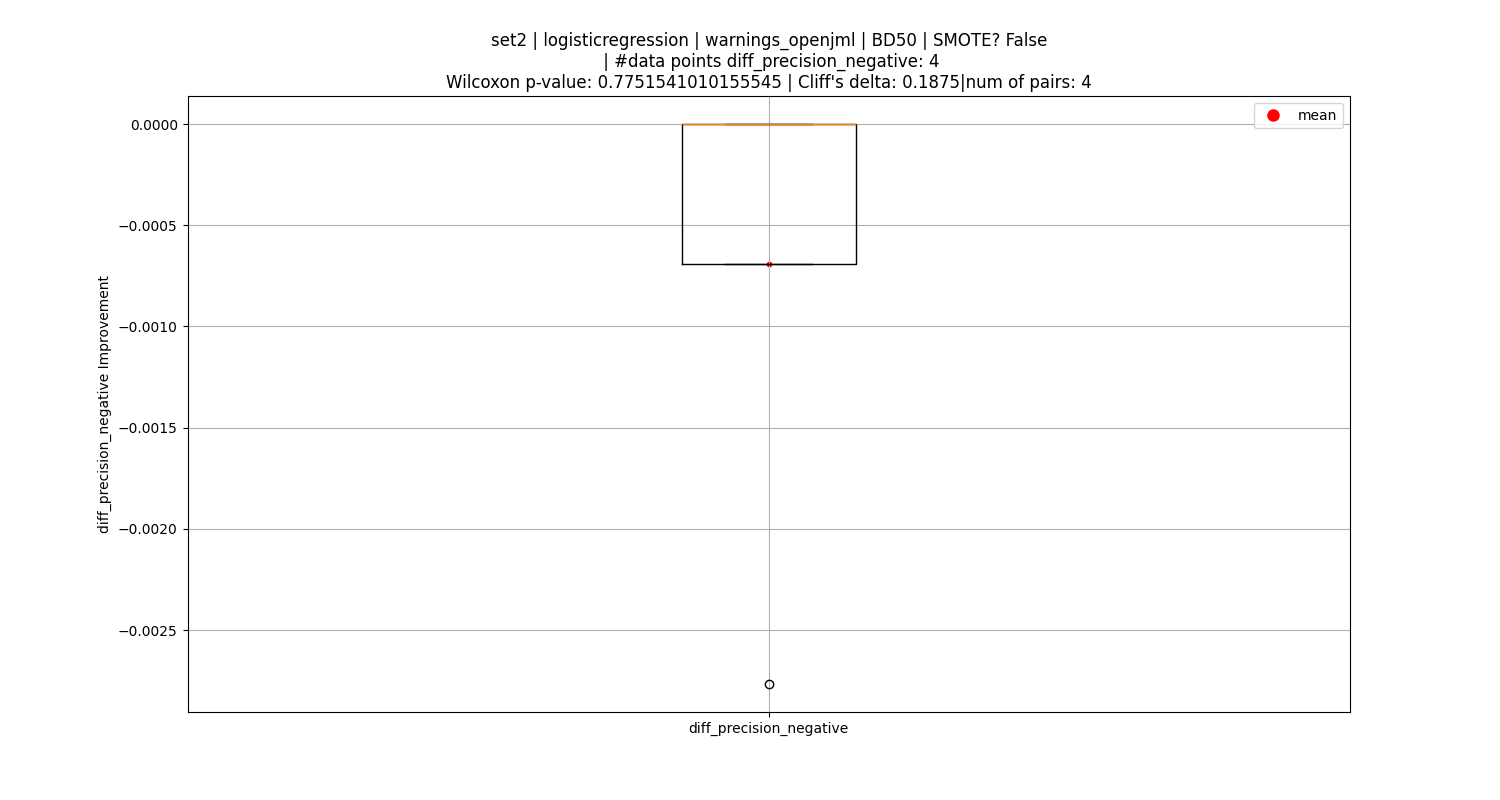 set2 | logisticregression | warnings_openjml | BD50 | SMOTE? False
| #data points diff_precision_negative: 4
Wilcoxon p-value: 0.7751541010155545 | Cliff's delta: 0.1875|num of pairs: 4
mean
0.0000
−0.0005
−0.0010
−0.0015
−0.0020
−0.0025
diff_precision_negative Improvement
diff_precision_negative